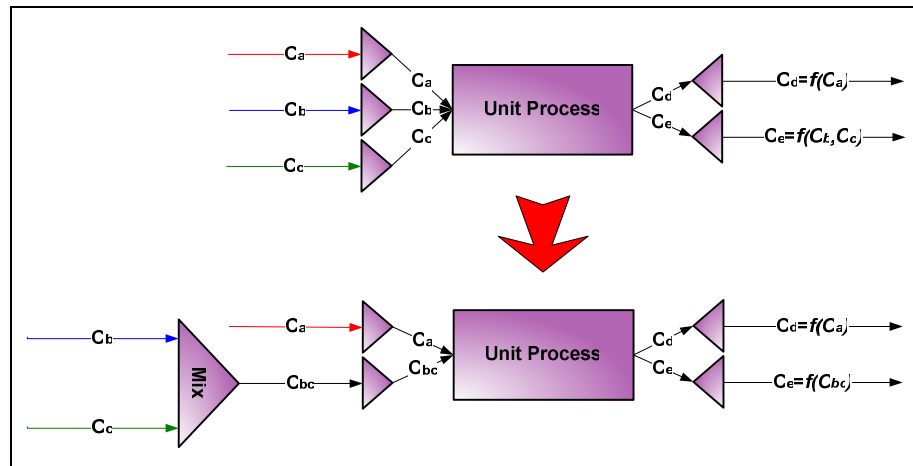 Ca
Ca
Cb
Cb
Cc
Cc
Unit Process
Cd
Ce
Cd=f(Ca)
Ce=f(Cb,Cc)
Cb
Cc
Mix
Cbc
Ca
Ca
Cbc
Unit Process
Cd
Ce
Cd=f(Ca)
Ce=f(Cbc)